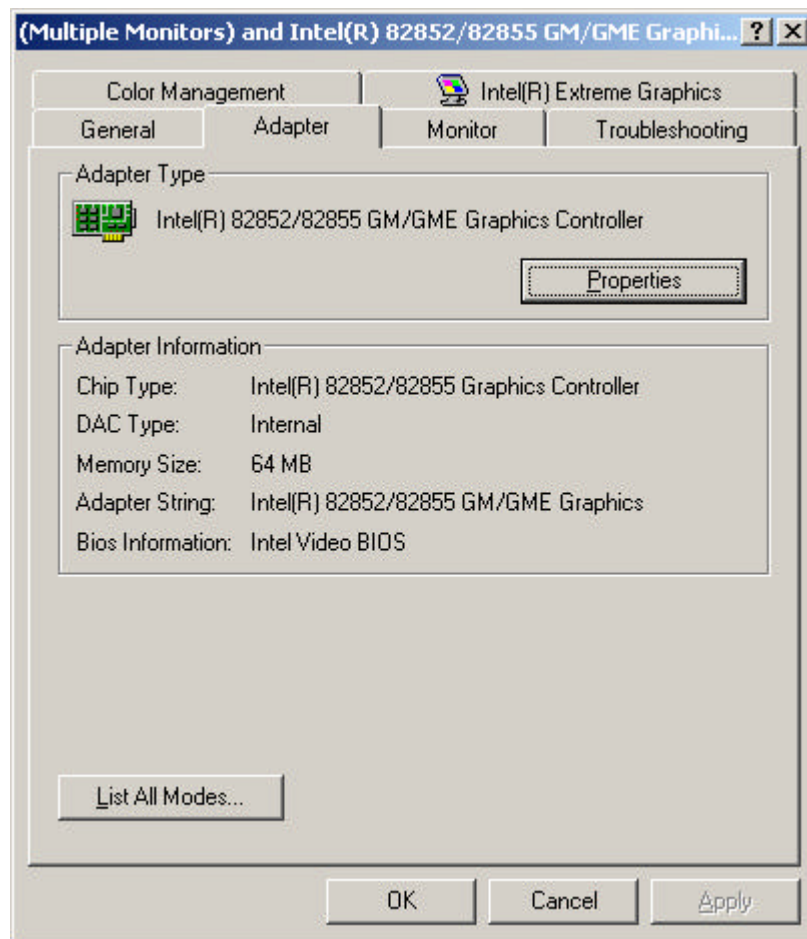 (Multiple Monitors) and Intel(R) 82852/82855 GM/GME Graphi...
Color Management
Intel(R) Extreme Graphics
General
Adapter
Monitor
Troubleshooting
Adapter Type
Intel(R) 82852/82855 GM/GME Graphics Controller
Properties
Adapter Information
Chip Type: Intel(R) 82852/82855 Graphics Controller
DAC Type: Internal
Memory Size: 64 MB
Adapter String: Intel(R) 82852/82855 GM/GME Graphics
Bios Information: Intel Video BIOS
List All Modes...
OK
Cancel
Apply